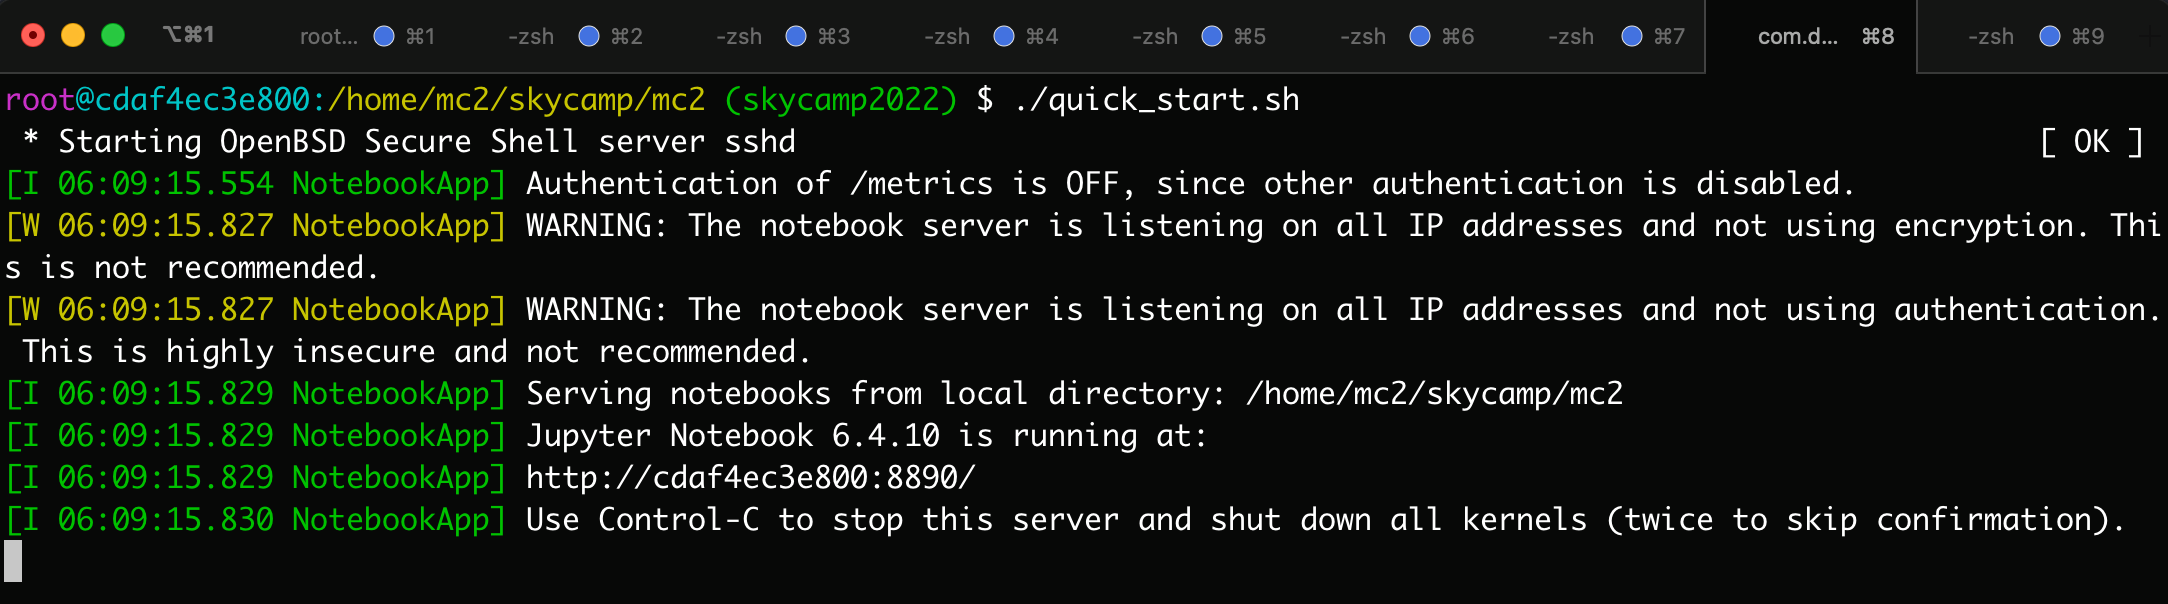 ⌥⌘1 root... ⌘1 -zsh ⌘2 -zsh ⌘3 -zsh ⌘4 -zsh ⌘5 -zsh ⌘6 -zsh ⌘7 com.d... ⌘8 -zsh ⌘9 +
root@cdaf4ec3e800:/home/mc2/skycamp/mc2 (skycamp2022) $ ./quick_start.sh
 * Starting OpenBSD Secure Shell server sshd [ OK ]
[I 06:09:15.554 NotebookApp] Authentication of /metrics is OFF, since other authentication is disabled.
[W 06:09:15.827 NotebookApp] WARNING: The notebook server is listening on all IP addresses and not using encryption. Thi
s is not recommended.
[W 06:09:15.827 NotebookApp] WARNING: The notebook server is listening on all IP addresses and not using authentication.
 This is highly insecure and not recommended.
[I 06:09:15.829 NotebookApp] Serving notebooks from local directory: /home/mc2/skycamp/mc2
[I 06:09:15.829 NotebookApp] Jupyter Notebook 6.4.10 is running at:
[I 06:09:15.829 NotebookApp] http://cdaf4ec3e800:8890/
[I 06:09:15.830 NotebookApp] Use Control-C to stop this server and shut down all kernels (twice to skip confirmation).